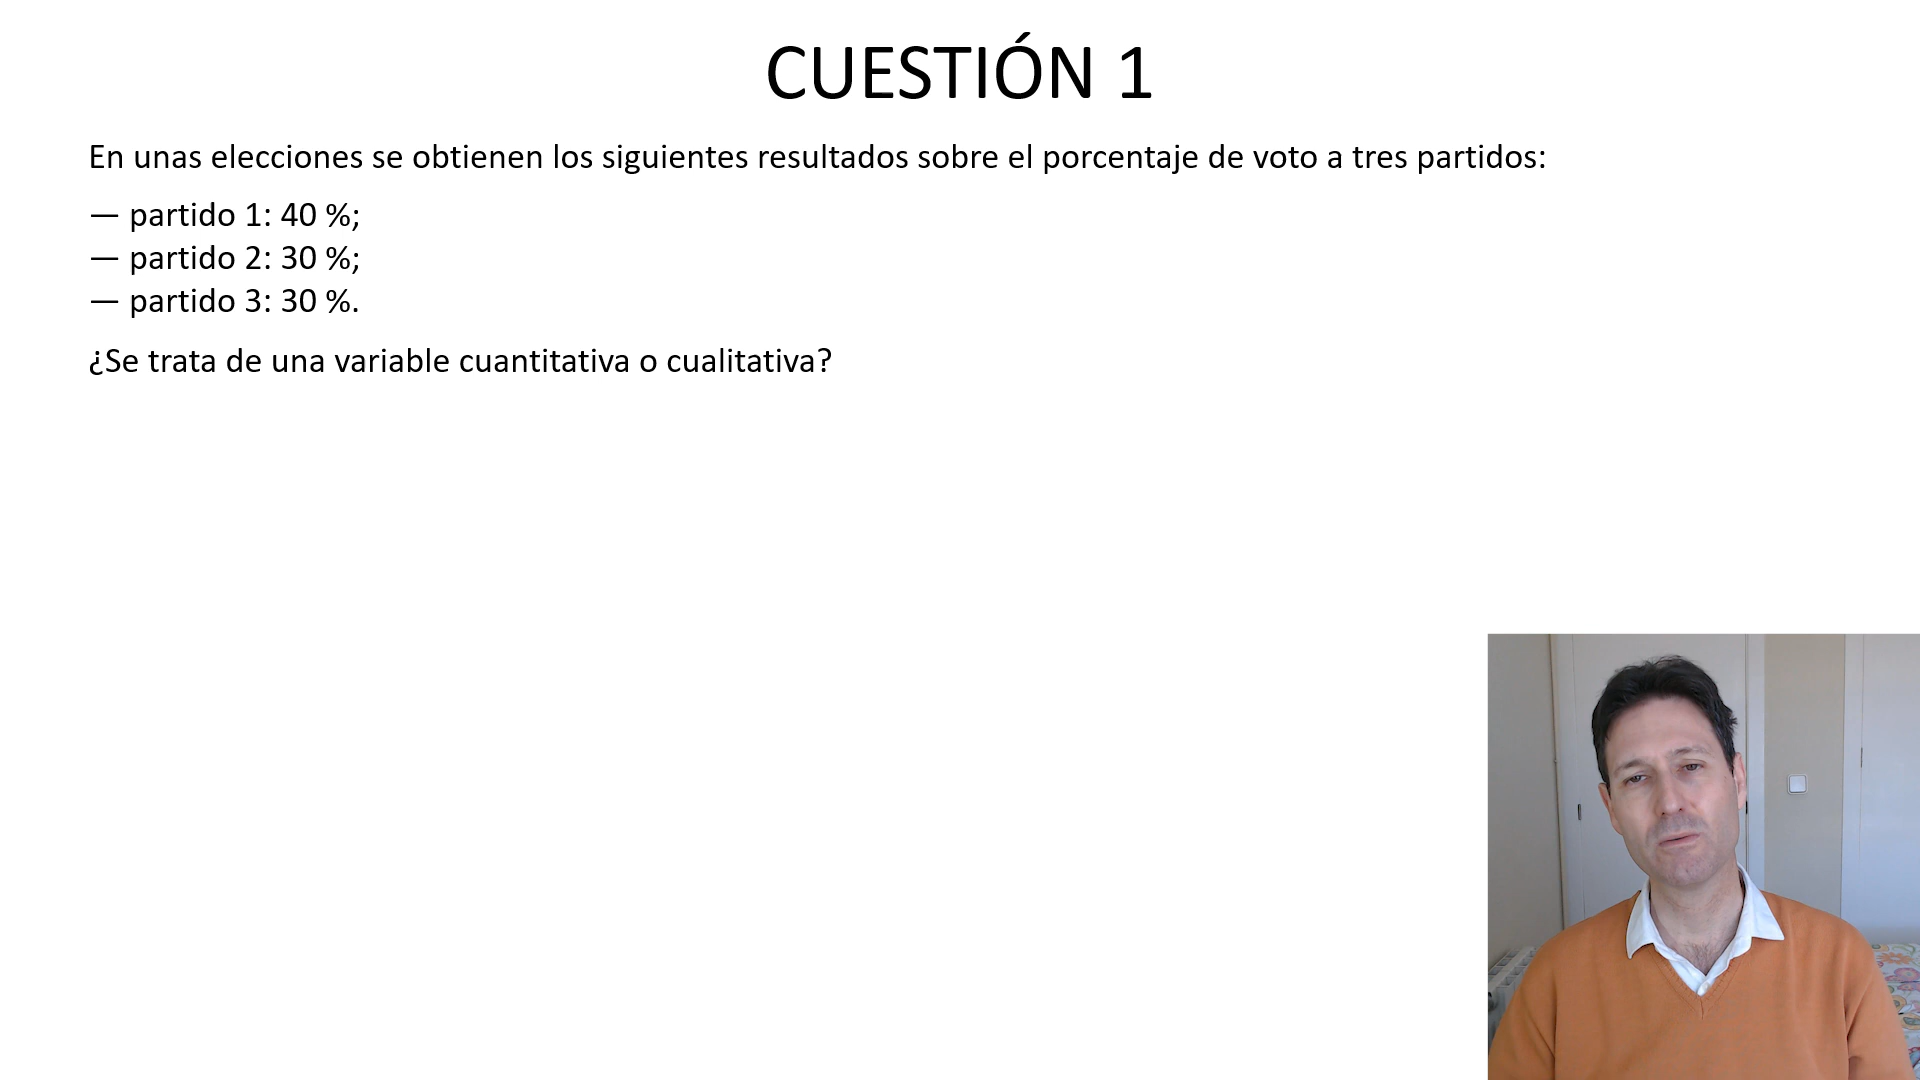 CUESTIÓN 1
En unas elecciones se obtienen los siguientes resultados sobre el porcentaje de voto a tres partidos:
— partido 1: 40 %;
— partido 2: 30 %;
— partido 3: 30 %.
¿Se trata de una variable cuantitativa o cualitativa?